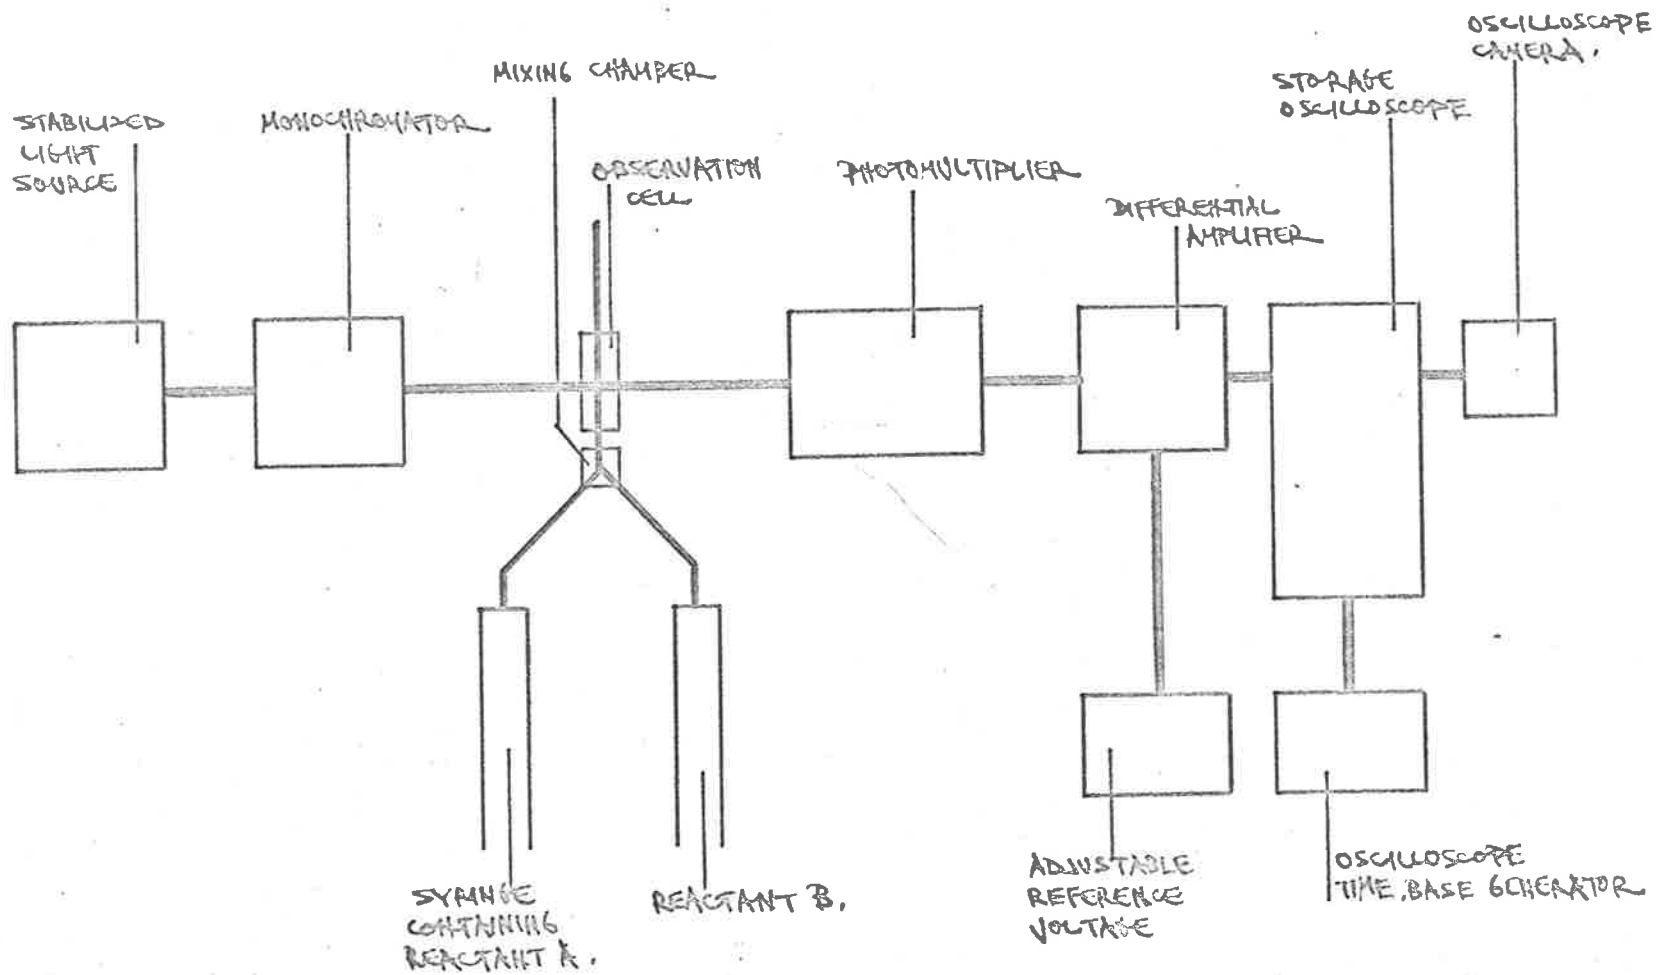 OSCILLOSCOPE
CAMERA.
MIXING CHAMBER
STORAGE
OSCILLOSCOPE
STABILIZED
LIGHT
SOURCE
MONOCHROMATOR
OBSERVATION
CELL
PHOTOMULTIPLIER
DIFFERENTIAL
AMPLIFIER
SYRINGE
CONTAINING
REACTANT A.
REACTANT B.
ADJUSTABLE
REFERENCE
VOLTAGE
OSCILLOSCOPE
TIME.BASE GENERATOR